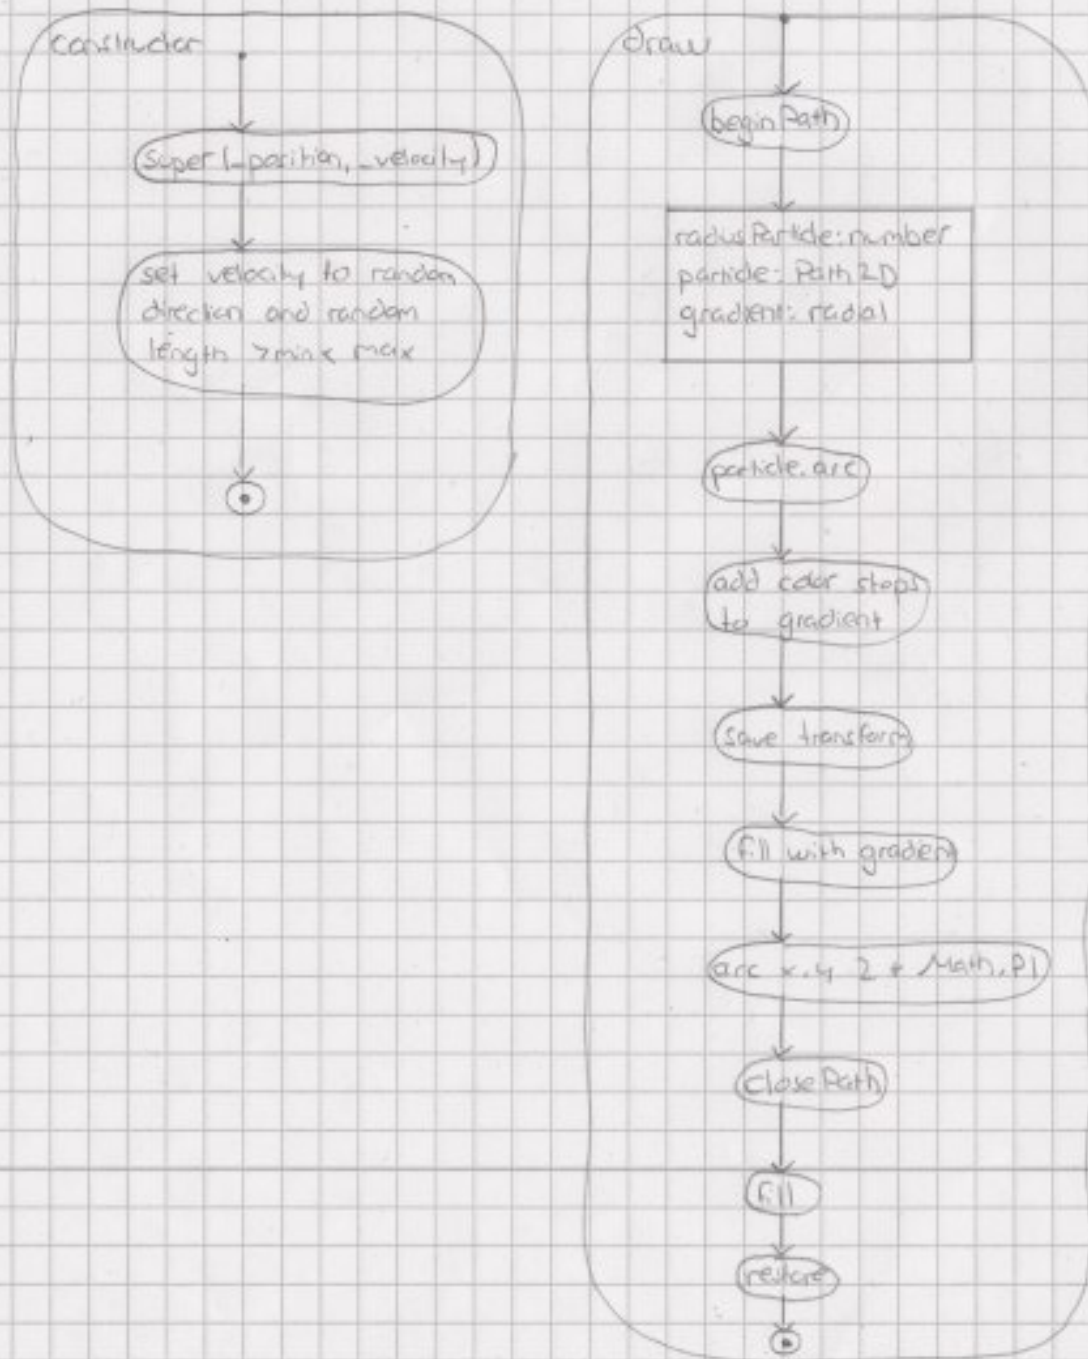 constructor
super(_position, _velocity)
set velocity to random
direction and random
length >min< max
draw
beginPath
radiusParticle: number
particle: Path2D
gradient: radial
particle.arc
add color stops
to gradient
save transform
fill with gradient
arc x,y 2 * Math.PI
closePath
fill
restore